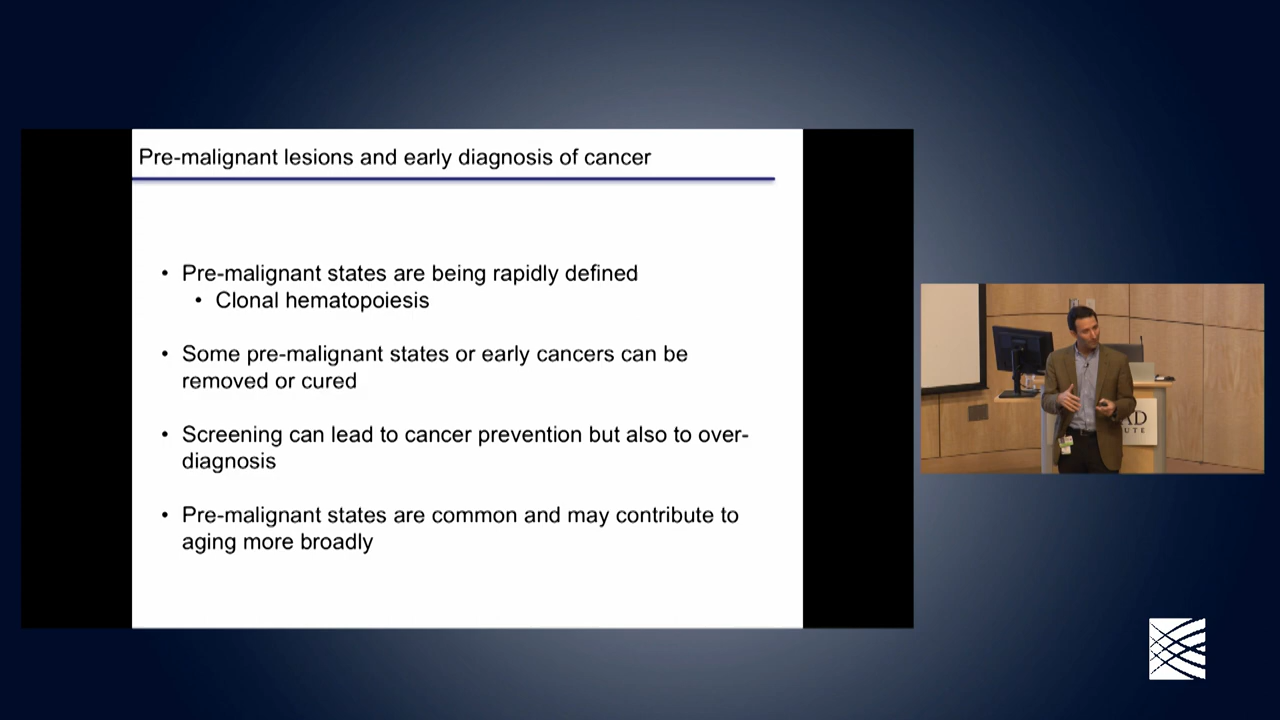 Pre-malignant lesions and early diagnosis of cancer
• Pre-malignant states are being rapidly defined
• Clonal hematopoiesis
• Some pre-malignant states or early cancers can be
removed or cured
• Screening can lead to cancer prevention but also to over-
diagnosis
• Pre-malignant states are common and may contribute to
aging more broadly
AD
UTE